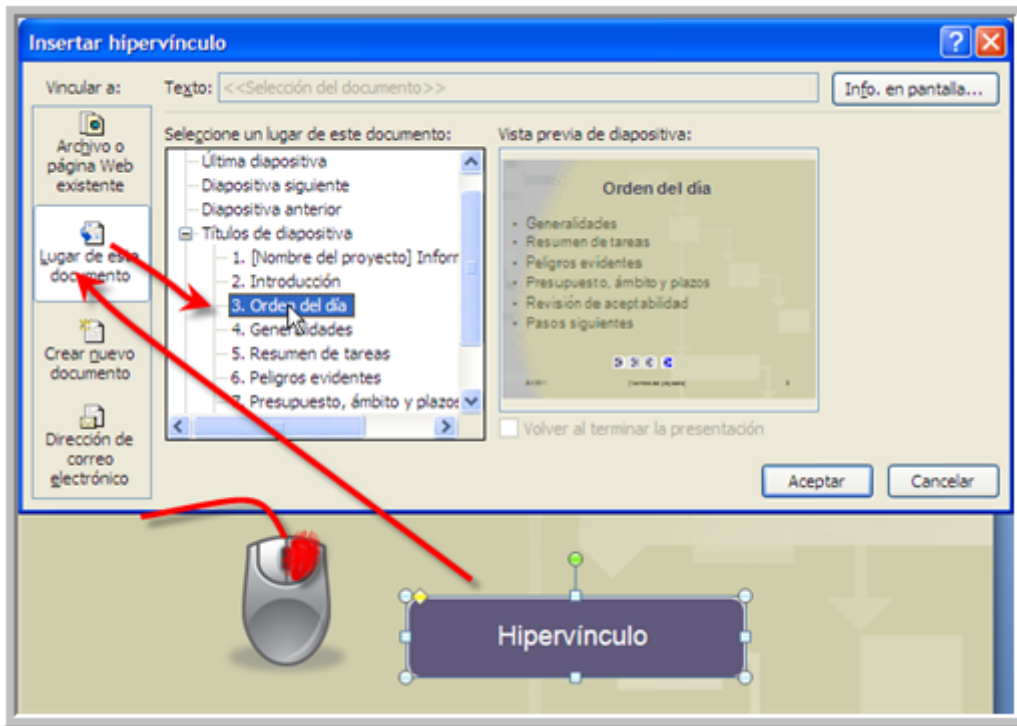 Insertar hipervínculo
Vincular a:
Texto: <<Selección del documento>>
Info. en pantalla...
Archivo o
página Web
existente
Lugar de este
documento
Crear nuevo
documento
Dirección de
correo
electrónico
Seleccione un lugar de este documento:
Última diapositiva
Diapositiva siguiente
Diapositiva anterior
Títulos de diapositiva
1. [Nombre del proyecto] Inforr
2. Introducción
3. Orden del día
4. Generalidades
5. Resumen de tareas
6. Peligros evidentes
7. Presupuesto, ámbito y plazos
Vista previa de diapositiva:
Orden del día
• Generalidades
• Resumen de tareas
• Peligros evidentes
• Presupuesto, ámbito y plazos
• Revisión de aceptabilidad
• Pasos siguientes
Volver al terminar la presentación
Aceptar
Cancelar
Hipervínculo